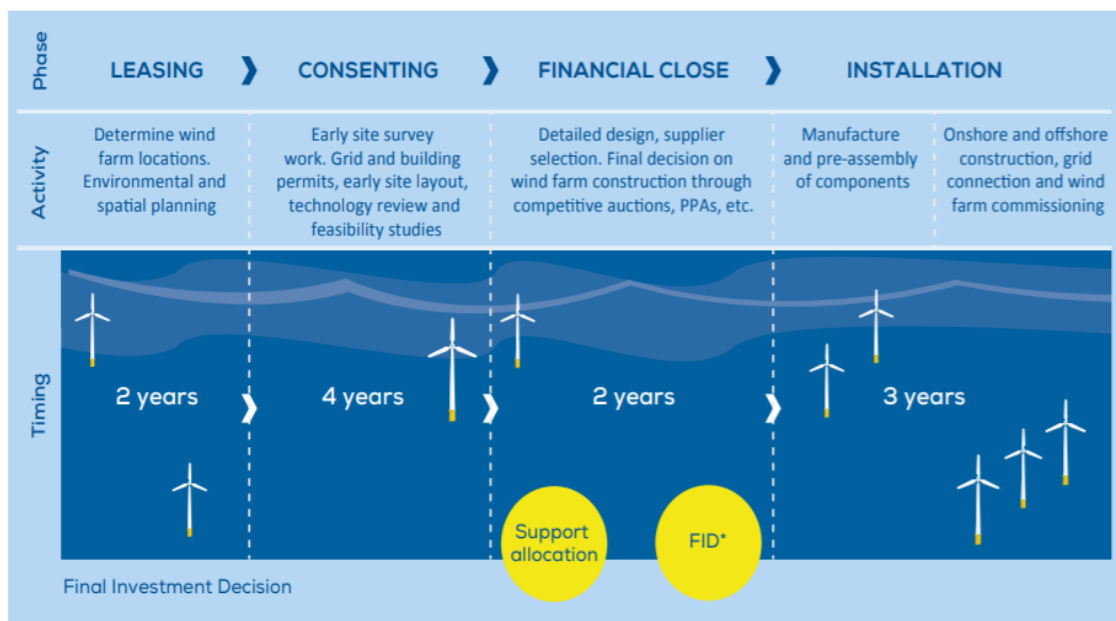 Phase
LEASING
CONSENTING
FINANCIAL CLOSE
INSTALLATION
Activity
Determine wind
farm locations.
Environmental and
spatial planning
Early site survey
work. Grid and building
permits, early site layout,
technology review and
feasibility studies
Detailed design, supplier
selection. Final decision on
wind farm construction through
competitive auctions, PPAs, etc.
Manufacture
and pre-assembly
of components
Onshore and offshore
construction, grid
connection and wind
farm commissioning
Timing
2 years
4 years
2 years
3 years
Support
allocation
FID*
Final Investment Decision